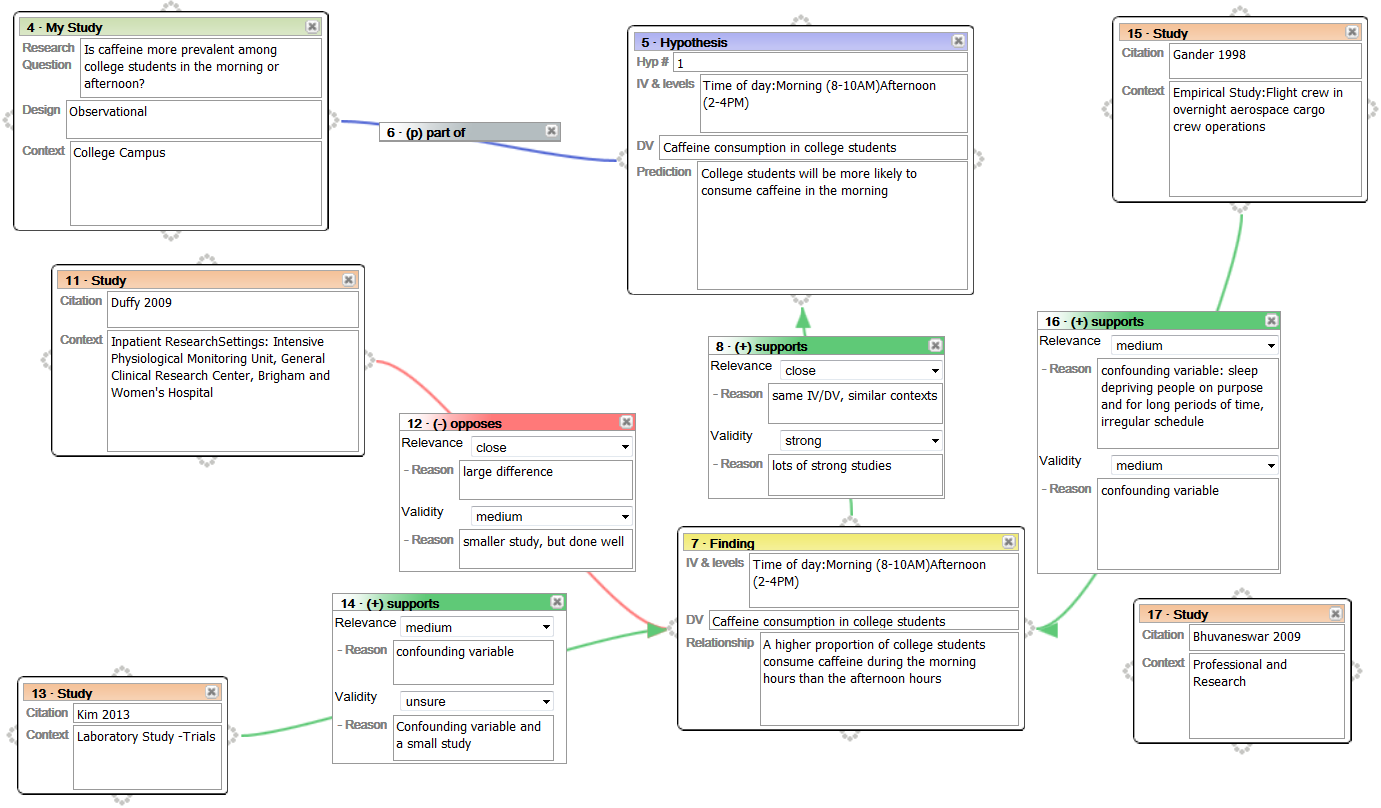 4 - My Study
Research Question
Is caffeine more prevalent among
college students in the morning or
afternoon?
Design
Observational
Context
College Campus
6 - (p) part of
5 - Hypothesis
Hyp #
1
IV & levels
Time of day:Morning (8-10AM)Afternoon
(2-4PM)
DV
Caffeine consumption in college students
Prediction
College students will be more likely to
consume caffeine in the morning
15 - Study
Citation
Gander 1998
Context
Empirical Study:Flight crew in
overnight aerospace cargo
crew operations
11 - Study
Citation
Duffy 2009
Context
Inpatient ResearchSettings: Intensive
Physiological Monitoring Unit, General
Clinical Research Center, Brigham and
Women's Hospital
12 - (-) opposes
Relevance
close
- Reason
large difference
Validity
medium
- Reason
smaller study, but done well
8 - (+) supports
Relevance
close
- Reason
same IV/DV, similar contexts
Validity
strong
- Reason
lots of strong studies
16 - (+) supports
Relevance
medium
- Reason
confounding variable: sleep
depriving people on purpose
and for long periods of time,
irregular schedule
Validity
medium
- Reason
confounding variable
7 - Finding
IV & levels
Time of day:Morning (8-10AM)Afternoon
(2-4PM)
DV
Caffeine consumption in college students
Relationship
A higher proportion of college students
consume caffeine during the morning
hours than the afternoon hours
14 - (+) supports
Relevance
medium
- Reason
confounding variable
Validity
unsure
- Reason
Confounding variable and
a small study
13 - Study
Citation
Kim 2013
Context
Laboratory Study -Trials
17 - Study
Citation
Bhuvaneswar 2009
Context
Professional and
Research